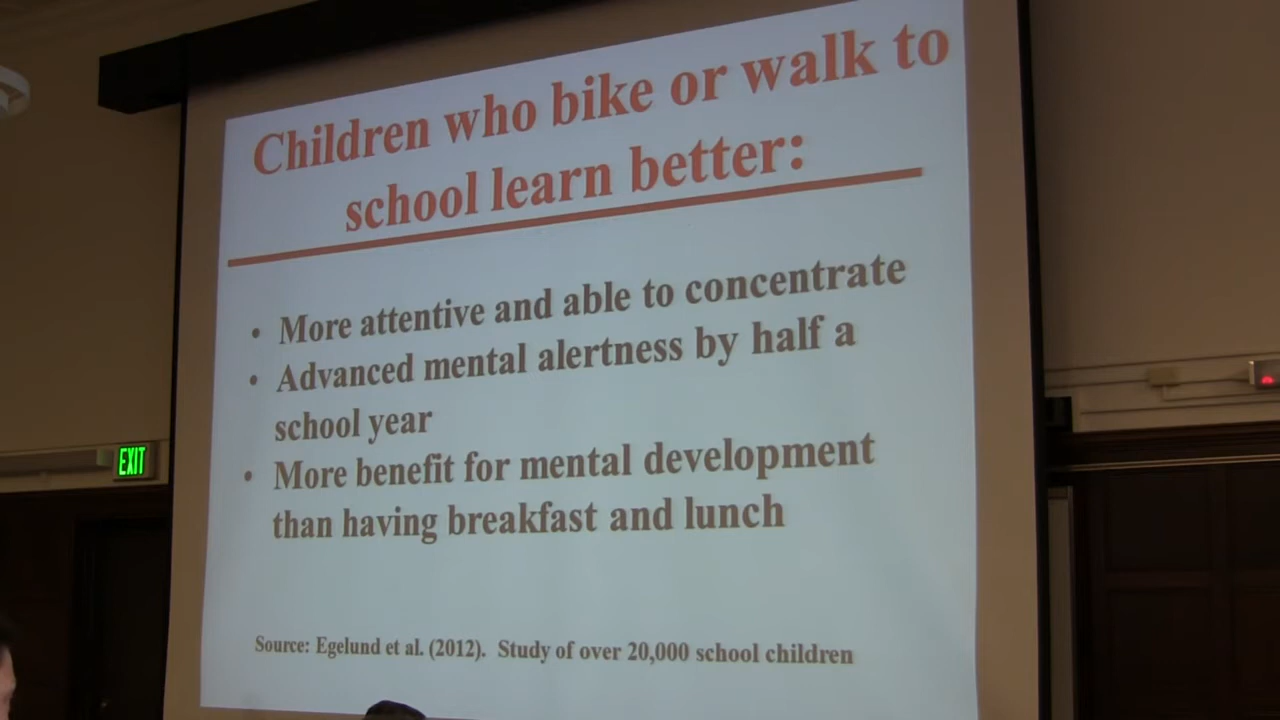 Children who bike or walk to
school learn better:
• More attentive and able to concentrate
• Advanced mental alertness by half a
school year
• More benefit for mental development
than having breakfast and lunch
Source: Egelund et al. (2012). Study of over 20,000 school children
EXIT